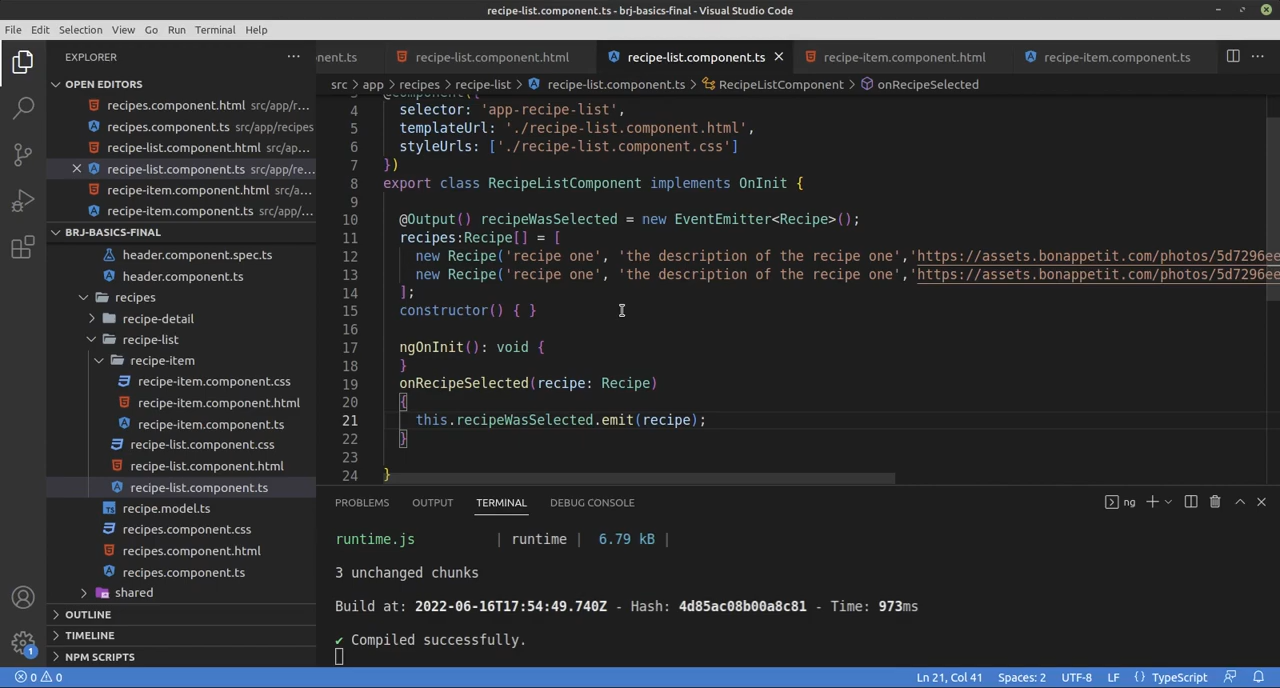 recipe-list.component.ts - brj-basics-final - Visual Studio Code
File Edit Selection View Go Run Terminal Help
EXPLORER
OPEN EDITORS
recipes.component.html src/app/r...
recipes.component.ts src/app/recipes
recipe-list.component.html src/ap...
recipe-list.component.ts src/app/re...
recipe-item.component.html src/a...
recipe-item.component.ts src/app/...
BRJ-BASICS-FINAL
header.component.spec.ts
header.component.ts
recipes
recipe-detail
recipe-list
recipe-item
recipe-item.component.css
recipe-item.component.html
recipe-item.component.ts
recipe-list.component.css
recipe-list.component.html
recipe-list.component.ts
recipe.model.ts
recipes.component.css
recipes.component.html
recipes.component.ts
shared
OUTLINE
TIMELINE
NPM SCRIPTS
nent.ts recipe-list.component.html recipe-list.component.ts recipe-item.component.html recipe-item.component.ts
src > app > recipes > recipe-list > recipe-list.component.ts > RecipeListComponent > onRecipeSelected
3 @Component({
4 selector: 'app-recipe-list',
5 templateUrl: './recipe-list.component.html',
6 styleUrls: ['./recipe-list.component.css']
7 })
8 export class RecipeListComponent implements OnInit {
9
10 @Output() recipeWasSelected = new EventEmitter<Recipe>();
11 recipes:Recipe[] = [
12 new Recipe('recipe one', 'the description of the recipe one','https://assets.bonappetit.com/photos/5d7296ee
13 new Recipe('recipe one', 'the description of the recipe one','https://assets.bonappetit.com/photos/5d7296ee
14 ];
15 constructor() { }
16
17 ngOnInit(): void {
18 }
19 onRecipeSelected(recipe: Recipe)
20 {
21 this.recipeWasSelected.emit(recipe);
22 }
23
24 }
PROBLEMS OUTPUT TERMINAL DEBUG CONSOLE ng
runtime.js | runtime | 6.79 kB |
3 unchanged chunks
Build at: 2022-06-16T17:54:49.740Z - Hash: 4d85ac08b00a8c81 - Time: 973ms
✔ Compiled successfully.
1
0 0 Ln 21, Col 41 Spaces: 2 UTF-8 LF {} TypeScript